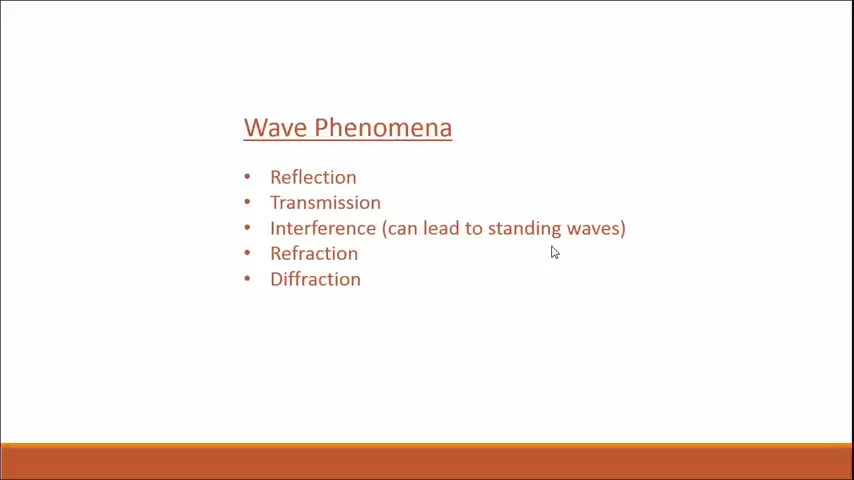 Wave Phenomena
• Reflection
• Transmission
• Interference (can lead to standing waves)
• Refraction
• Diffraction